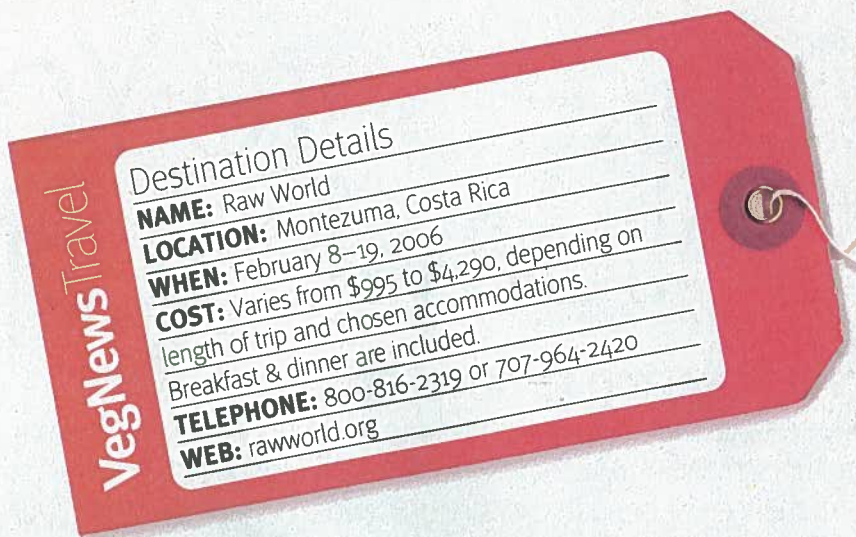 VegNewsTravel
Destination Details
NAME: Raw World
LOCATION: Montezuma, Costa Rica
WHEN: February 8–19, 2006
COST: Varies from $995 to $4,290, depending on
length of trip and chosen accommodations.
Breakfast & dinner are included.
TELEPHONE: 800-816-2319 or 707-964-2420
WEB: rawworld.org